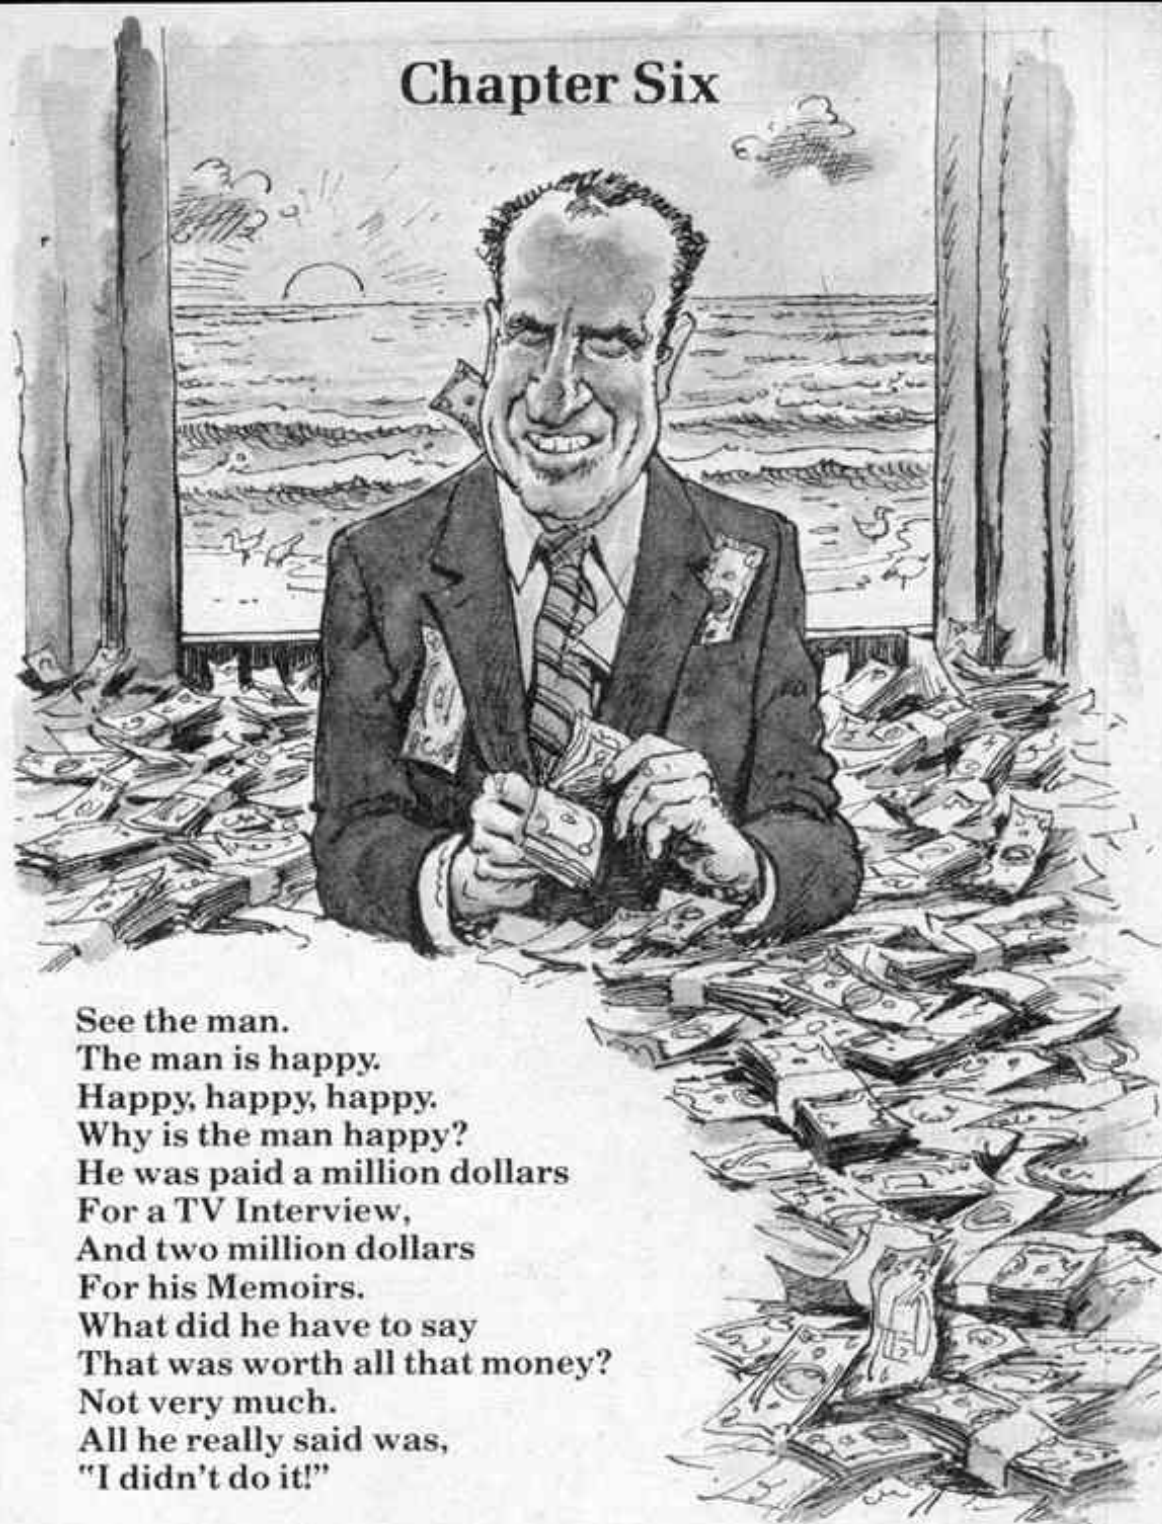 Chapter Six
See the man.
The man is happy.
Happy, happy, happy.
Why is the man happy?
He was paid a million dollars
For a TV Interview,
And two million dollars
For his Memoirs.
What did he have to say
That was worth all that money?
Not very much.
All he really said was,
"I didn't do it!"